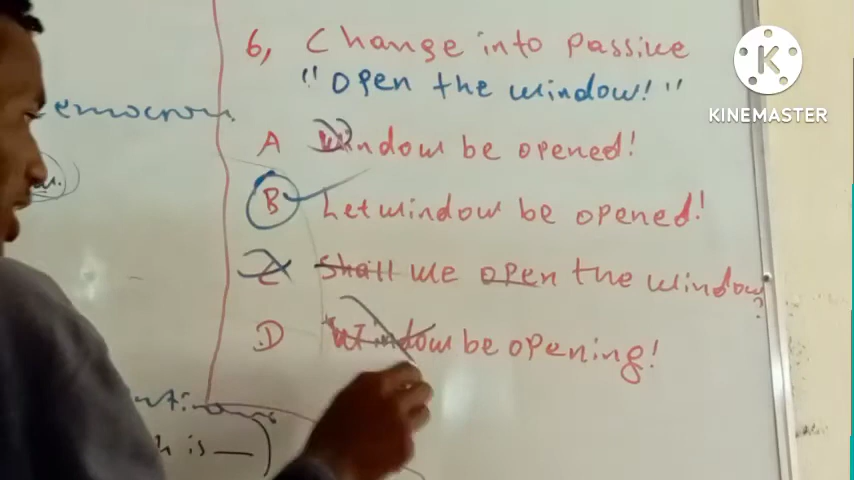 6, Change into passive
"Open the window!"
A Window be opened!
B Let window be opened!
C Shall we open the window?
D Window be opening!
h is
K
KINEMASTER